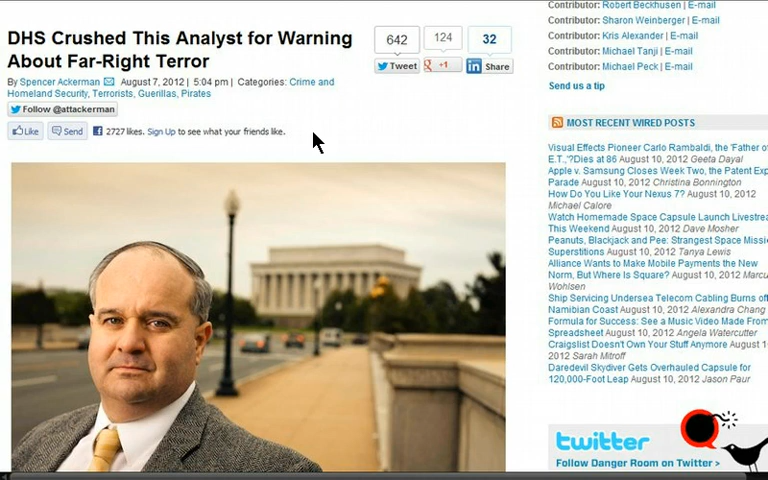 DHS Crushed This Analyst for Warning
About Far-Right Terror
By Spencer Ackerman August 7, 2012 | 5:04 pm | Categories: Crime and
Homeland Security, Terrorists, Guerillas, Pirates
Follow @attackerman
Like Send 2727 likes. Sign Up to see what your friends like.
642 124 32
Tweet +1 Share
Contributor: Robert Beckhusen | E-mail
Contributor: Sharon Weinberger | E-mail
Contributor: Kris Alexander | E-mail
Contributor: Michael Tanji | E-mail
Contributor: Michael Peck | E-mail
Send us a tip
MOST RECENT WIRED POSTS
Visual Effects Pioneer Carlo Rambaldi, the 'Father of
E.T.,'?Dies at 86 August 10, 2012 Geeta Dayal
Apple v. Samsung Closes Week Two, the Patent Exp
Parade August 10, 2012 Christina Bonnington
How Do You Like Your Nexus 7? August 10, 2012
Michael Calore
Watch Homemade Space Capsule Launch Livestrea
This Weekend August 10, 2012 Dave Mosher
Peanuts, Blackjack and Pee: Strangest Space Missi
Superstitions August 10, 2012 Tanya Lewis
Alliance Wants to Make Mobile Payments the New
Norm, But Where Is Square? August 10, 2012 Marcu
Wohlsen
Ship Servicing Undersea Telecom Cabling Burns off
Namibian Coast August 10, 2012 Alexandra Chang
Formula for Success: See a Music Video Made From
Spreadsheet August 10, 2012 Angela Watercutter
Craigslist Doesn't Own Your Stuff Anymore August 1
2012 Sarah Mitroff
Daredevil Skydiver Gets Overhauled Capsule for
120,000-Foot Leap August 10, 2012 Jason Paur
twitter
Follow Danger Room on Twitter >